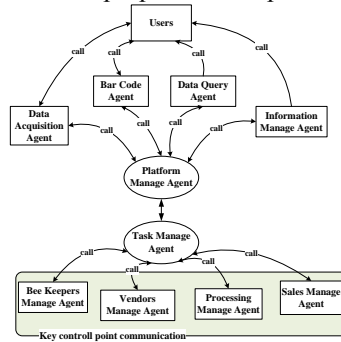 Users
call
call
call
call
Bar Code
Agent
Data Query
Agent
Data
Acquisition
Agent
Information
Manage Agent
call
call
call
call
Platform
Manage Agent
Task Manage
Agent
call
call
call
call
Bee Keepers
Manage Agent
Vendors
Manage Agent
Processing
Manage Agent
Sales Manage
Agent
Key controll point communication